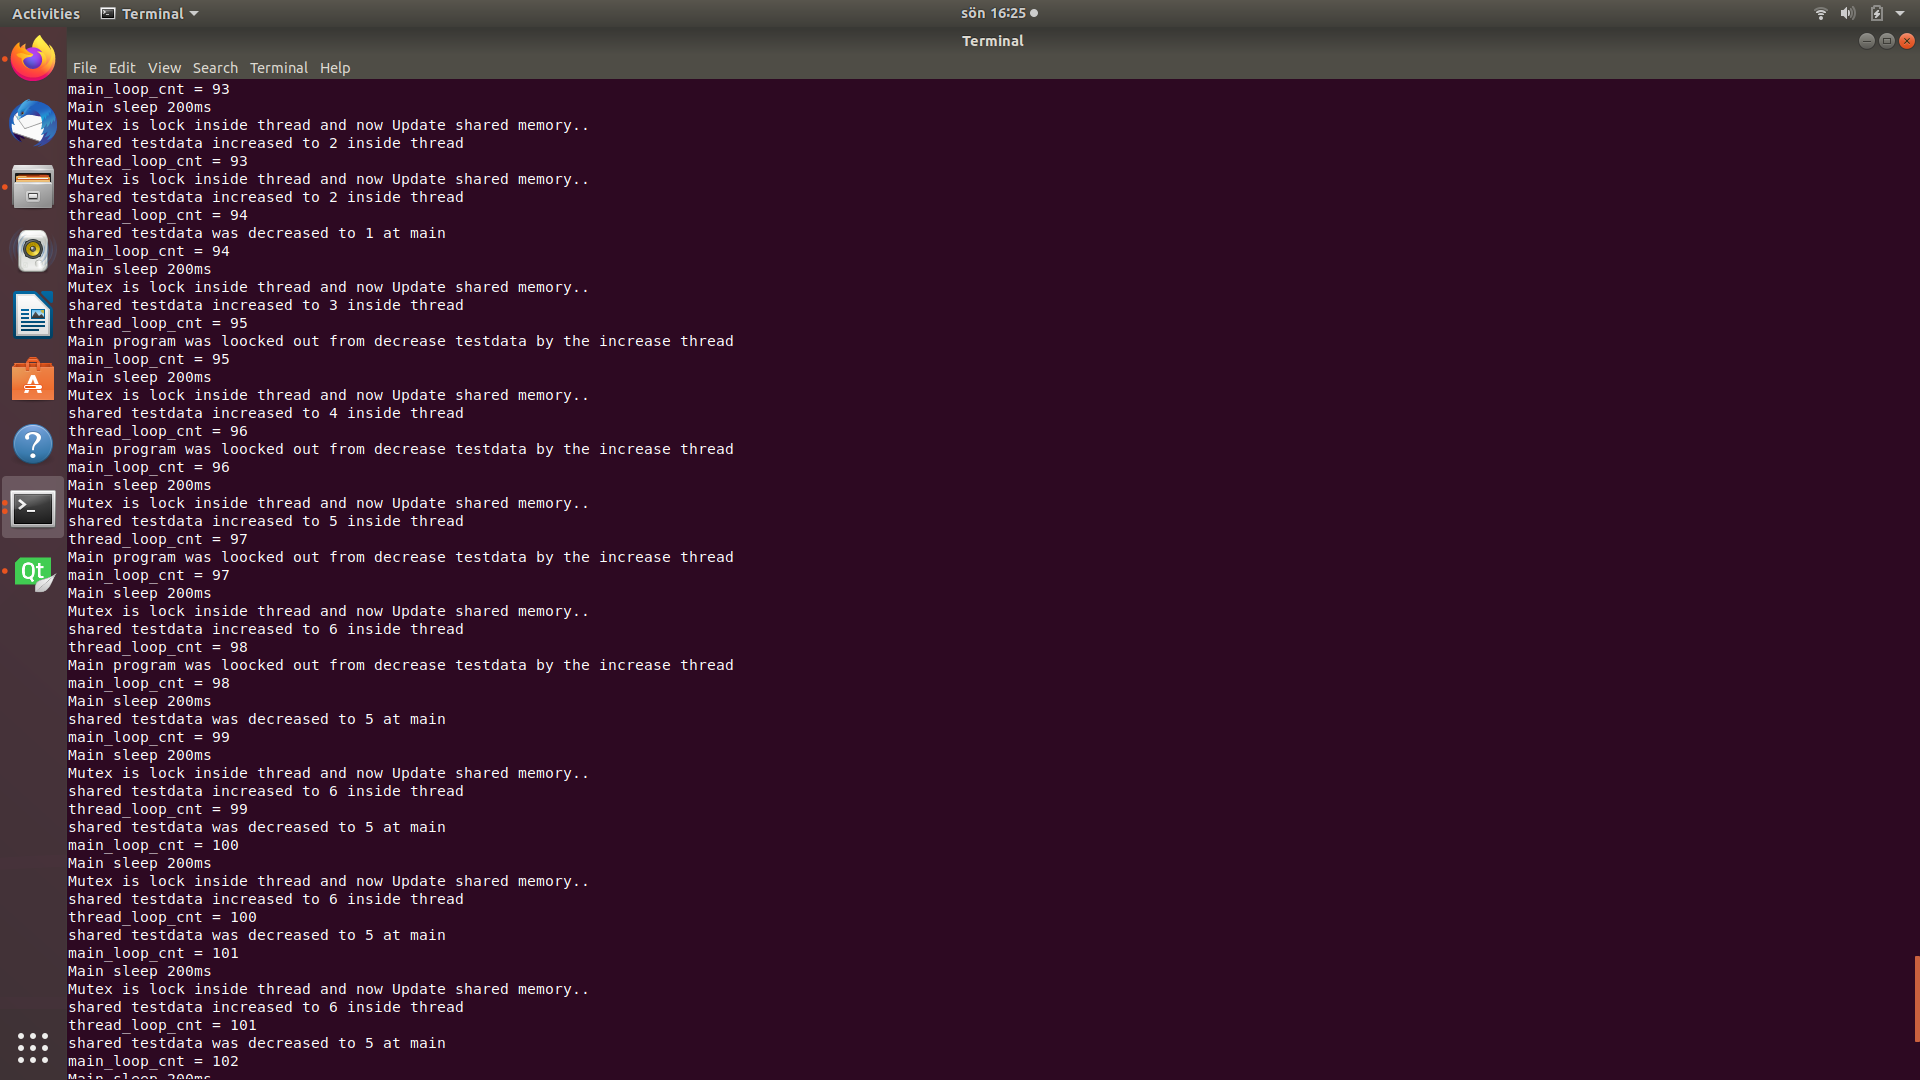 Activities
Terminal
sön 16:25
Terminal
File Edit View Search Terminal Help
main_loop_cnt = 93
Main sleep 200ms
Mutex is lock inside thread and now Update shared memory..
shared testdata increased to 2 inside thread
thread_loop_cnt = 93
Mutex is lock inside thread and now Update shared memory..
shared testdata increased to 2 inside thread
thread_loop_cnt = 94
shared testdata was decreased to 1 at main
main_loop_cnt = 94
Main sleep 200ms
Mutex is lock inside thread and now Update shared memory..
shared testdata increased to 3 inside thread
thread_loop_cnt = 95
Main program was loocked out from decrease testdata by the increase thread
main_loop_cnt = 95
Main sleep 200ms
Mutex is lock inside thread and now Update shared memory..
shared testdata increased to 4 inside thread
thread_loop_cnt = 96
Main program was loocked out from decrease testdata by the increase thread
main_loop_cnt = 96
Main sleep 200ms
Mutex is lock inside thread and now Update shared memory..
shared testdata increased to 5 inside thread
thread_loop_cnt = 97
Main program was loocked out from decrease testdata by the increase thread
main_loop_cnt = 97
Main sleep 200ms
Mutex is lock inside thread and now Update shared memory..
shared testdata increased to 6 inside thread
thread_loop_cnt = 98
Main program was loocked out from decrease testdata by the increase thread
main_loop_cnt = 98
Main sleep 200ms
shared testdata was decreased to 5 at main
main_loop_cnt = 99
Main sleep 200ms
Mutex is lock inside thread and now Update shared memory..
shared testdata increased to 6 inside thread
thread_loop_cnt = 99
shared testdata was decreased to 5 at main
main_loop_cnt = 100
Main sleep 200ms
Mutex is lock inside thread and now Update shared memory..
shared testdata increased to 6 inside thread
thread_loop_cnt = 100
shared testdata was decreased to 5 at main
main_loop_cnt = 101
Main sleep 200ms
Mutex is lock inside thread and now Update shared memory..
shared testdata increased to 6 inside thread
thread_loop_cnt = 101
shared testdata was decreased to 5 at main
main_loop_cnt = 102
Main sleep 200ms
Qt